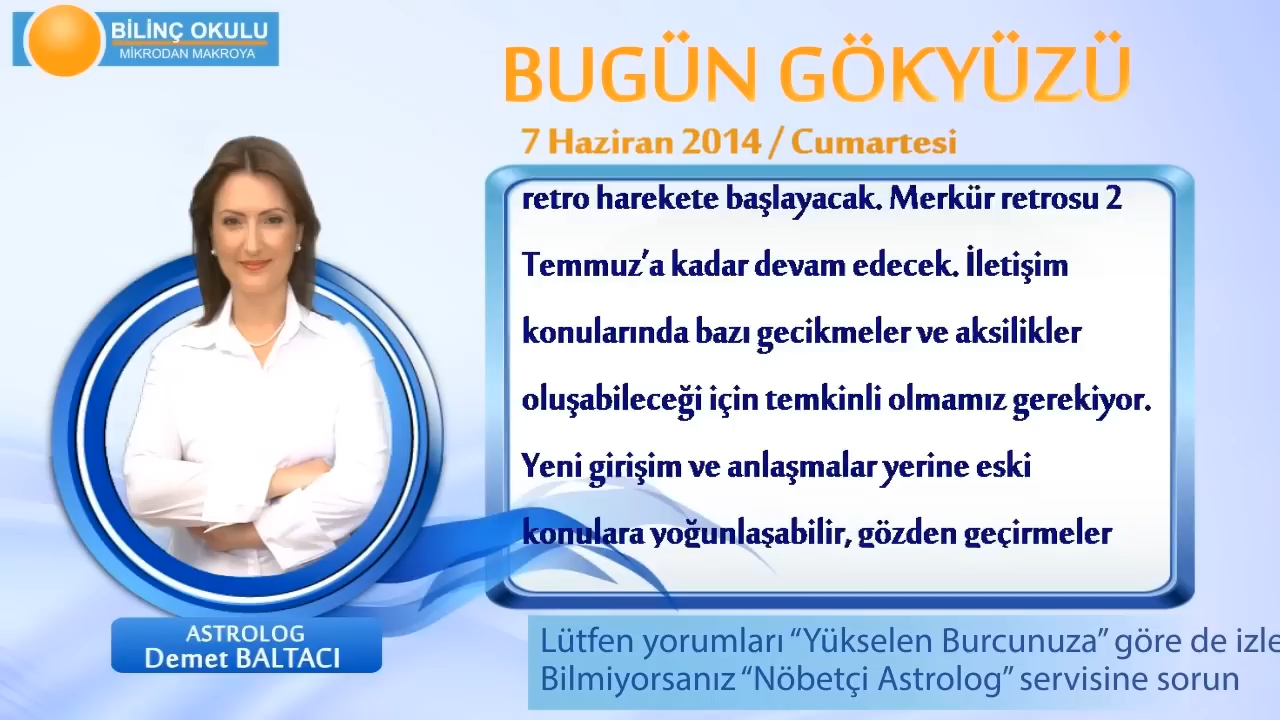 BİLİNÇ OKULU
MİKRODAN MAKROYA
BUGÜN GÖKYÜZÜ
7 Haziran 2014 / Cumartesi
retro harekete başlayacak. Merkür retrosu 2
Temmuz’a kadar devam edecek. İletişim
konularında bazı gecikmeler ve aksilikler
oluşabileceği için temkinli olmamız gerekiyor.
Yeni girişim ve anlaşmalar yerine eski
konulara yoğunlaşabilir, gözden geçirmeler
ASTROLOG
Demet BALTACI
Lütfen yorumları “Yükselen Burcunuza” göre de izle
Bilmiyorsanız “Nöbetçi Astrolog” servisine sorun